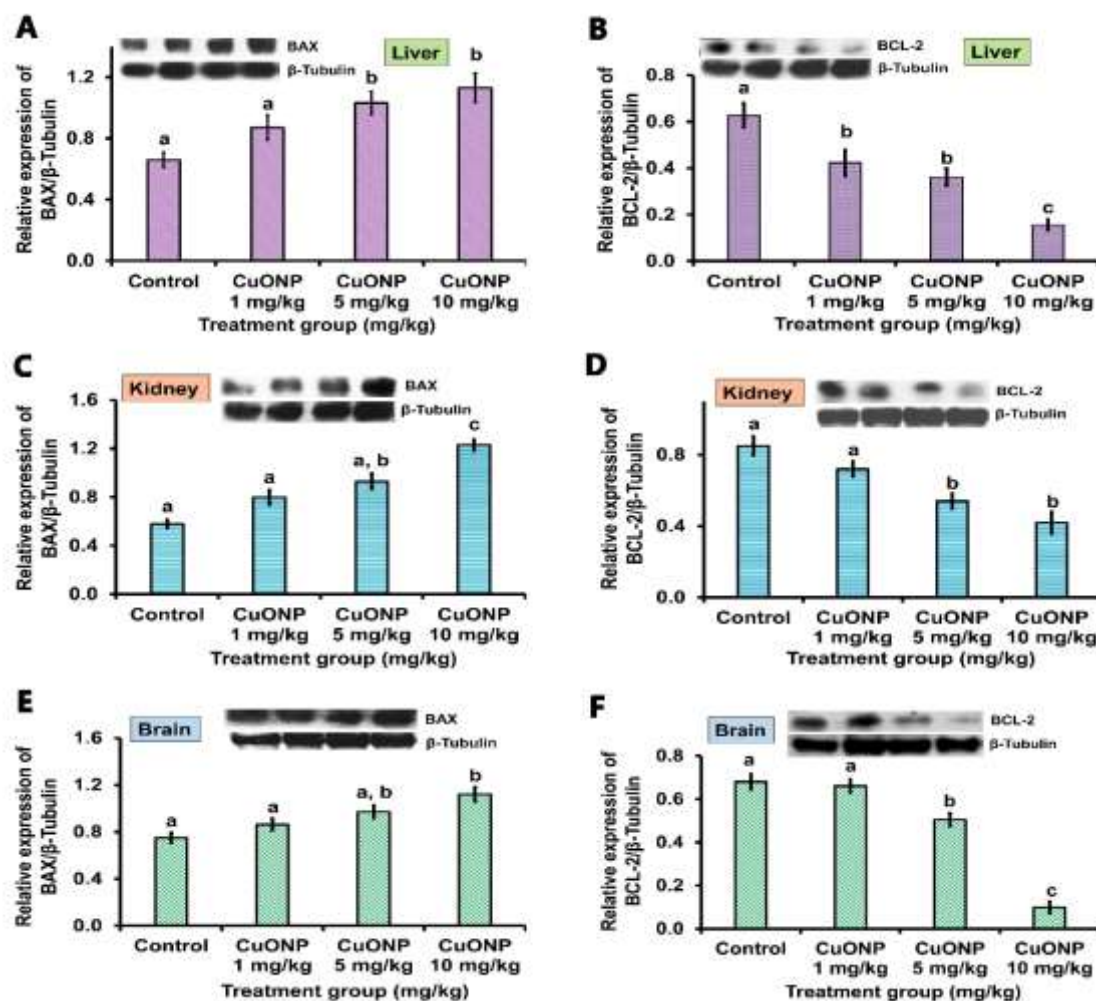 A
BAX
β-Tubulin
Liver
Relative expression of
BAX/β-Tubulin
1.2
0.8
0.4
0.0
a
a
b
b
Control
CuONP
1 mg/kg
CuONP
5 mg/kg
CuONP
10 mg/kg
Treatment group (mg/kg)
B
BCL-2
β-Tubulin
Liver
Relative expression of
BCL-2/β-Tubulin
0.8
0.6
0.4
0.2
0.0
a
b
b
c
Control
CuONP
1 mg/kg
CuONP
5 mg/kg
CuONP
10 mg/kg
Treatment group (mg/kg)
C
Kidney
BAX
β-Tubulin
Relative expression of
BAX/β-Tubulin
1.6
1.2
0.8
0.4
0.0
a
a
a, b
c
Control
CuONP
1 mg/kg
CuONP
5 mg/kg
CuONP
10 mg/kg
Treatment group (mg/kg)
D
Kidney
BCL-2
β-Tubulin
Relative expression of
BCL-2/β-Tubulin
0.8
0.4
0.0
a
a
b
b
Control
CuONP
1 mg/kg
CuONP
5 mg/kg
CuONP
10 mg/kg
Treatment group (mg/kg)
E
Brain
BAX
β-Tubulin
Relative expression of
BAX/β-Tubulin
1.6
1.2
0.8
0.4
0.0
a
a
a, b
b
Control
CuONP
1 mg/kg
CuONP
5 mg/kg
CuONP
10 mg/kg
Treatment group (mg/kg)
F
Brain
BCL-2
β-Tubulin
Relative expression of
BCL-2/β-Tubulin
0.8
0.6
0.4
0.2
0.0
a
a
b
c
Control
CuONP
1 mg/kg
CuONP
5 mg/kg
CuONP
10 mg/kg
Treatment group (mg/kg)